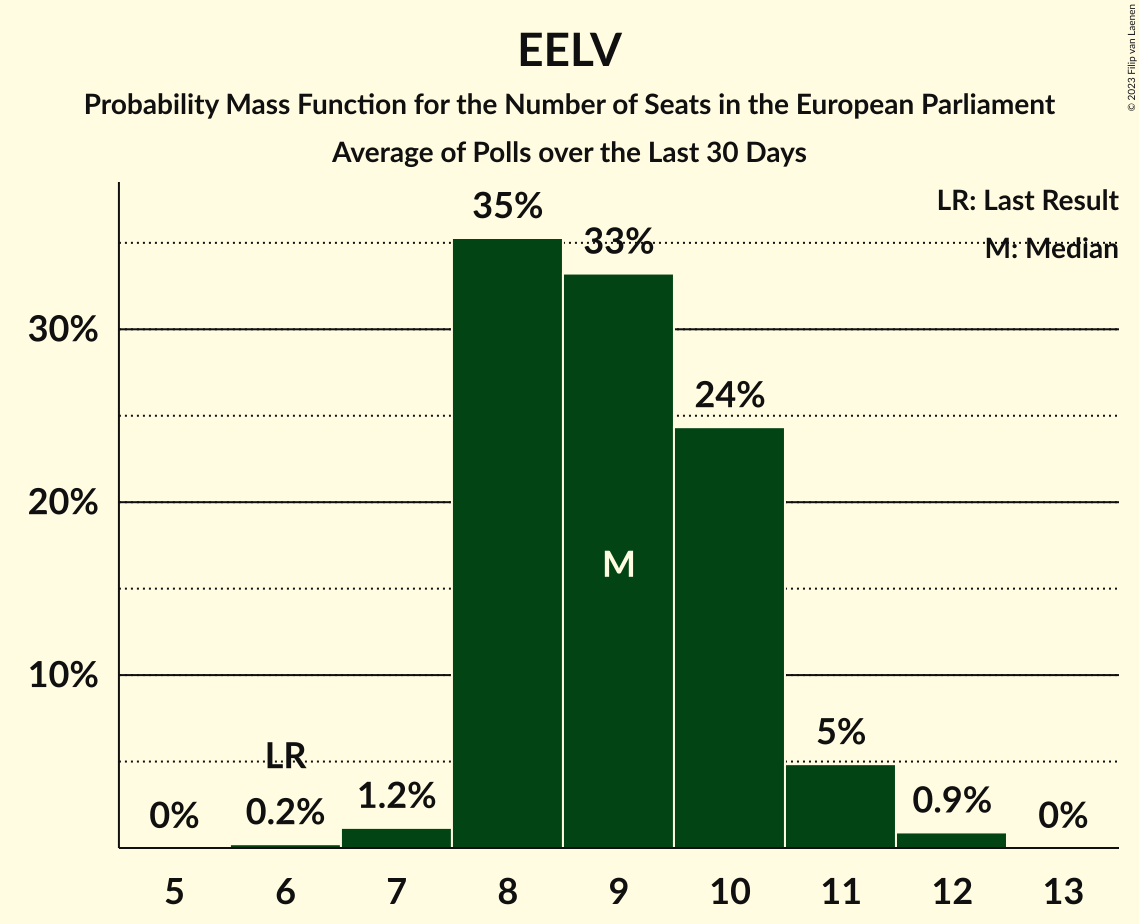 EELV
Probability Mass Function for the Number of Seats in the European Parliament
Average of Polls over the Last 30 Days
© 2023 Filip van Laenen
LR: Last Result
M: Median
35%
33%
30%
24%
20%
M
10%
LR
5%
0%
0.2%
1.2%
0.9%
0%
5 6 7 8 9 10 11 12 13